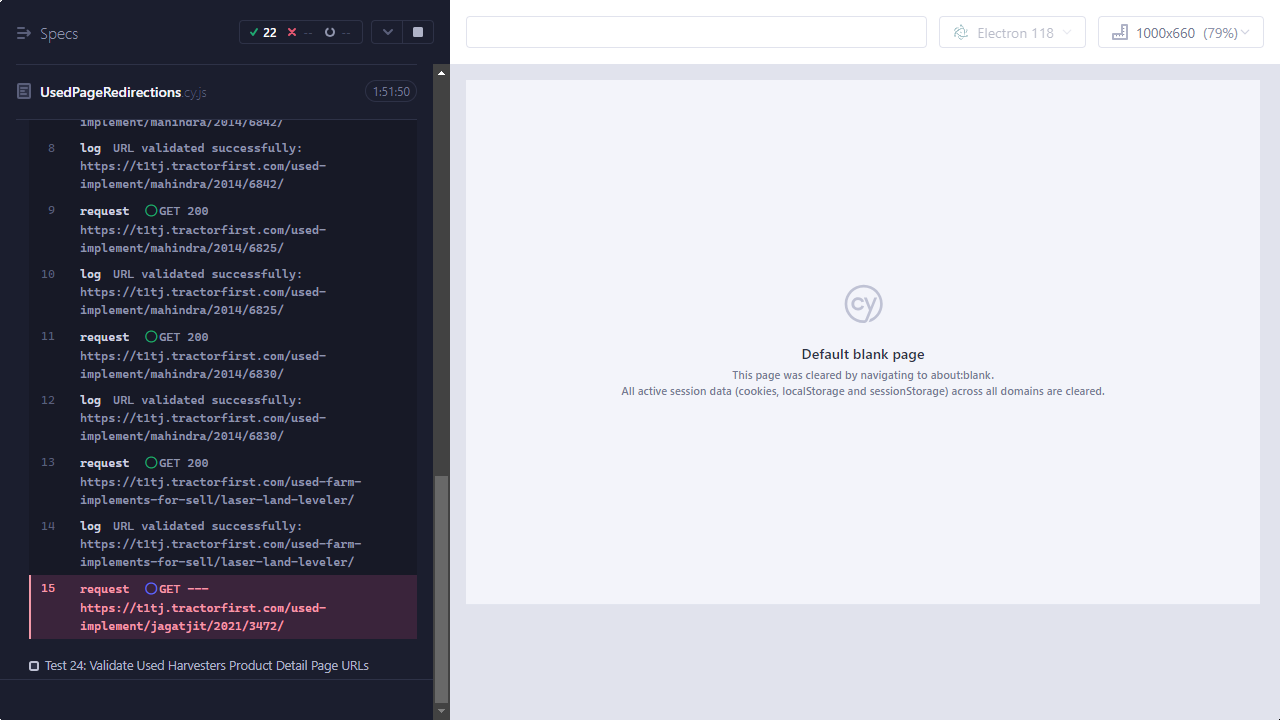 Specs
22 -- --
Electron 118
1000x660 (79%)
UsedPageRedirections.cy.js
1:51:50
implement/mahindra/2014/6842/
8 log URL validated successfully:
https://t1tj.tractorfirst.com/used-
implement/mahindra/2014/6842/
9 request GET 200
https://t1tj.tractorfirst.com/used-
implement/mahindra/2014/6825/
10 log URL validated successfully:
https://t1tj.tractorfirst.com/used-
implement/mahindra/2014/6825/
11 request GET 200
https://t1tj.tractorfirst.com/used-
implement/mahindra/2014/6830/
12 log URL validated successfully:
https://t1tj.tractorfirst.com/used-
implement/mahindra/2014/6830/
13 request GET 200
https://t1tj.tractorfirst.com/used-farm-
implements-for-sell/laser-land-leveler/
14 log URL validated successfully:
https://t1tj.tractorfirst.com/used-farm-
implements-for-sell/laser-land-leveler/
15 request GET ---
https://t1tj.tractorfirst.com/used-
implement/jagatjit/2021/3472/
Test 24: Validate Used Harvesters Product Detail Page URLs
cy
Default blank page
This page was cleared by navigating to about:blank.
All active session data (cookies, localStorage and sessionStorage) across all domains are cleared.